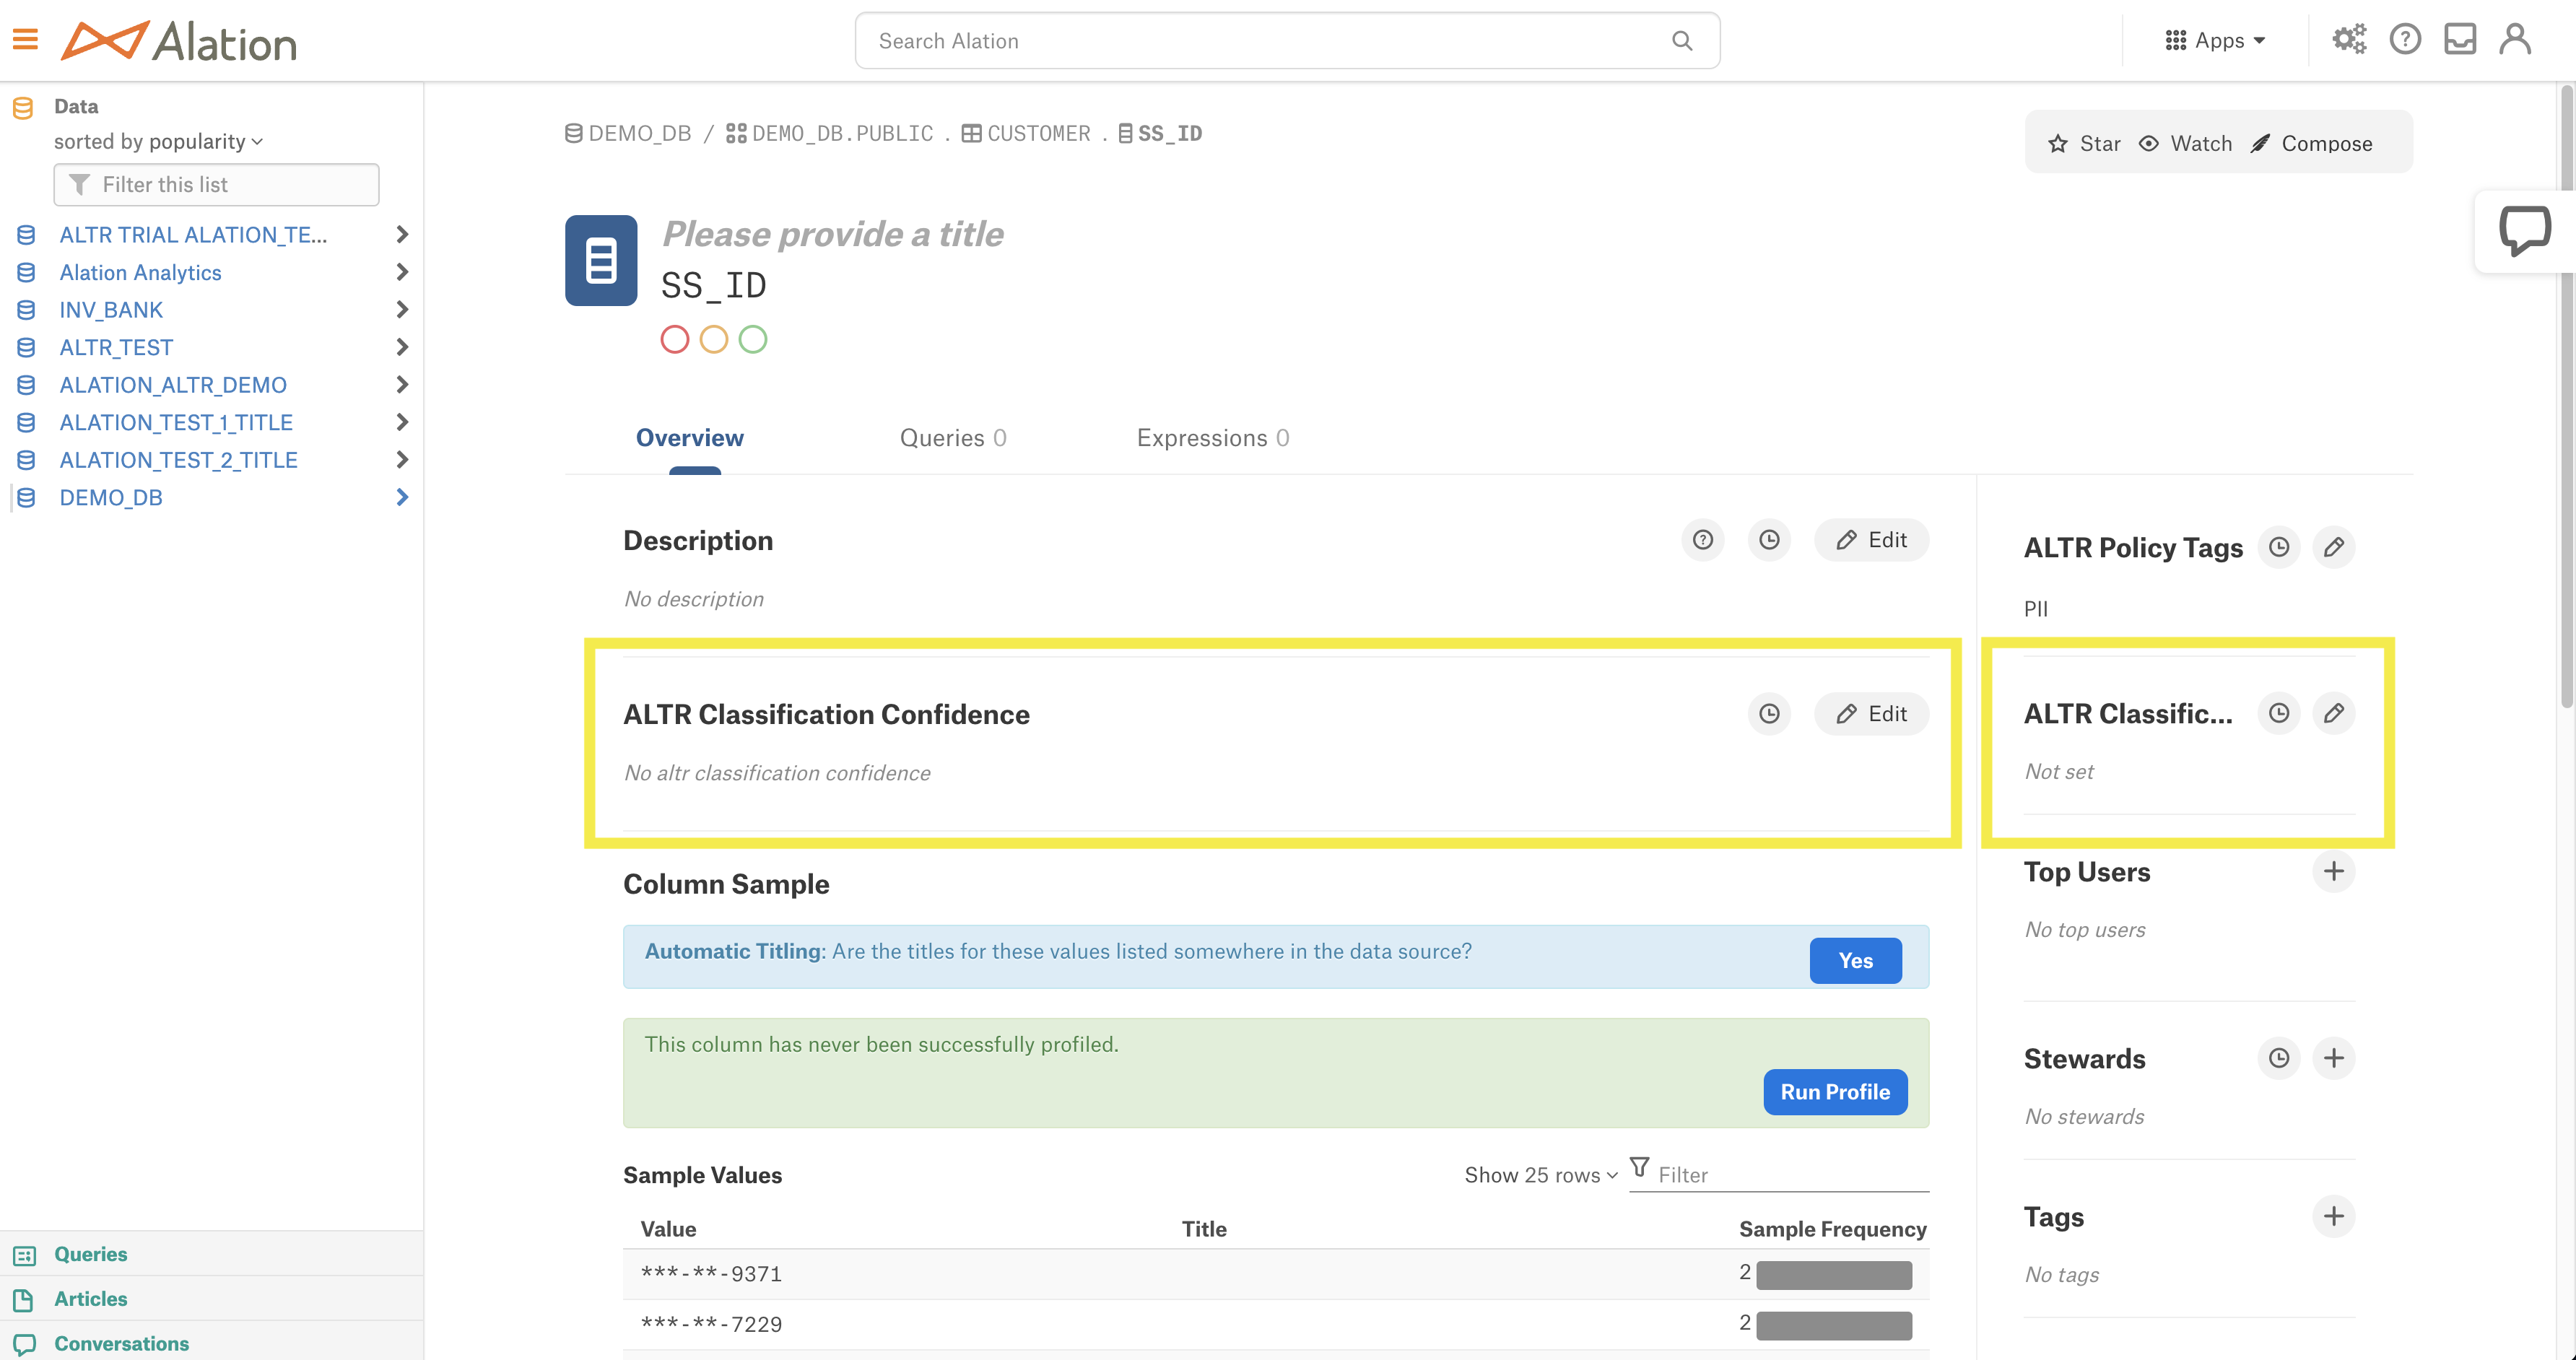 Alation
Search Alation
Apps
Data
sorted by popularity
Filter this list
ALTR TRIAL ALATION_TE...
Alation Analytics
INV_BANK
ALTR_TEST
ALATION_ALTR_DEMO
ALATION_TEST_1_TITLE
ALATION_TEST_2_TITLE
DEMO_DB
Queries
Articles
Conversations
DEMO_DB / DEMO_DB.PUBLIC . CUSTOMER . SS_ID
Star Watch Compose
Please provide a title
SS_ID
Overview Queries 0 Expressions 0
Description Edit
No description
ALTR Classification Confidence Edit
No altr classification confidence
Column Sample
Automatic Titling: Are the titles for these values listed somewhere in the data source? Yes
This column has never been successfully profiled.
Run Profile
Sample Values Show 25 rows Filter
Value Title Sample Frequency
***-**-9371 2
***-**-7229 2
ALTR Policy Tags
PII
ALTR Classific...
Not set
Top Users
No top users
Stewards
No stewards
Tags
No tags